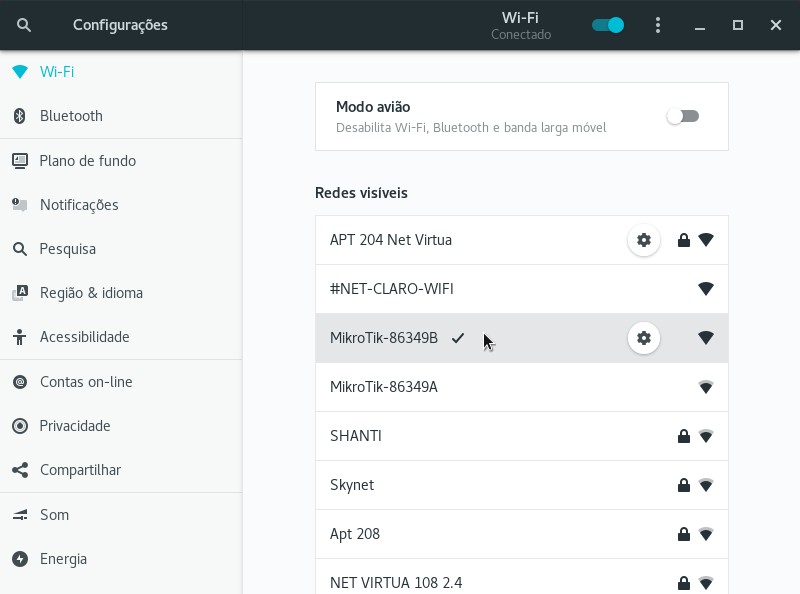 Configurações
Wi-Fi
Conectado
Wi-Fi
Bluetooth
Plano de fundo
Notificações
Pesquisa
Região & idioma
Acessibilidade
Contas on-line
Privacidade
Compartilhar
Som
Energia
Modo avião
Desabilita Wi-Fi, Bluetooth e banda larga móvel
Redes visíveis
APT 204 Net Virtua
#NET-CLARO-WIFI
MikroTik-86349B
MikroTik-86349A
SHANTI
Skynet
Apt 208
NET VIRTUA 108 2.4